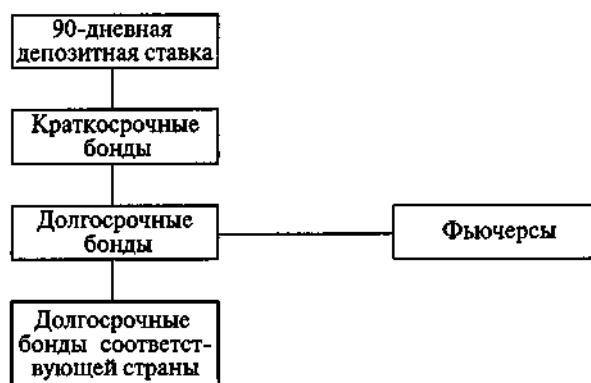 90-дневная
депозитная ставка
Краткосрочные
бонды
Долгосрочные
бонды
Фьючерсы
Долгосрочные
бонды соответст-
вующей страны